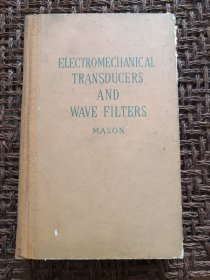 ELECTROMECHANICAL
TRANSDUCERS
AND
WAVE FILTERS
MASON